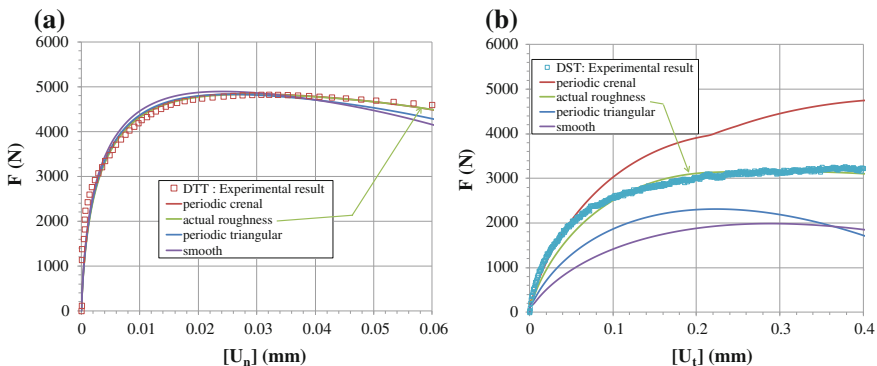 (a)
6000
5000
4000
3000
2000
1000
0
F (N)
DTT : Experimental result
periodic crenal
actual roughness
periodic triangular
smooth
0
0.01
0.02
0.03
0.04
0.05
0.06
[Un] (mm)
(b)
6000
5000
4000
3000
2000
1000
0
F (N)
DST: Experimental result
periodic crenal
actual roughness
periodic triangular
smooth
0
0.1
0.2
0.3
0.4
[Ut] (mm)